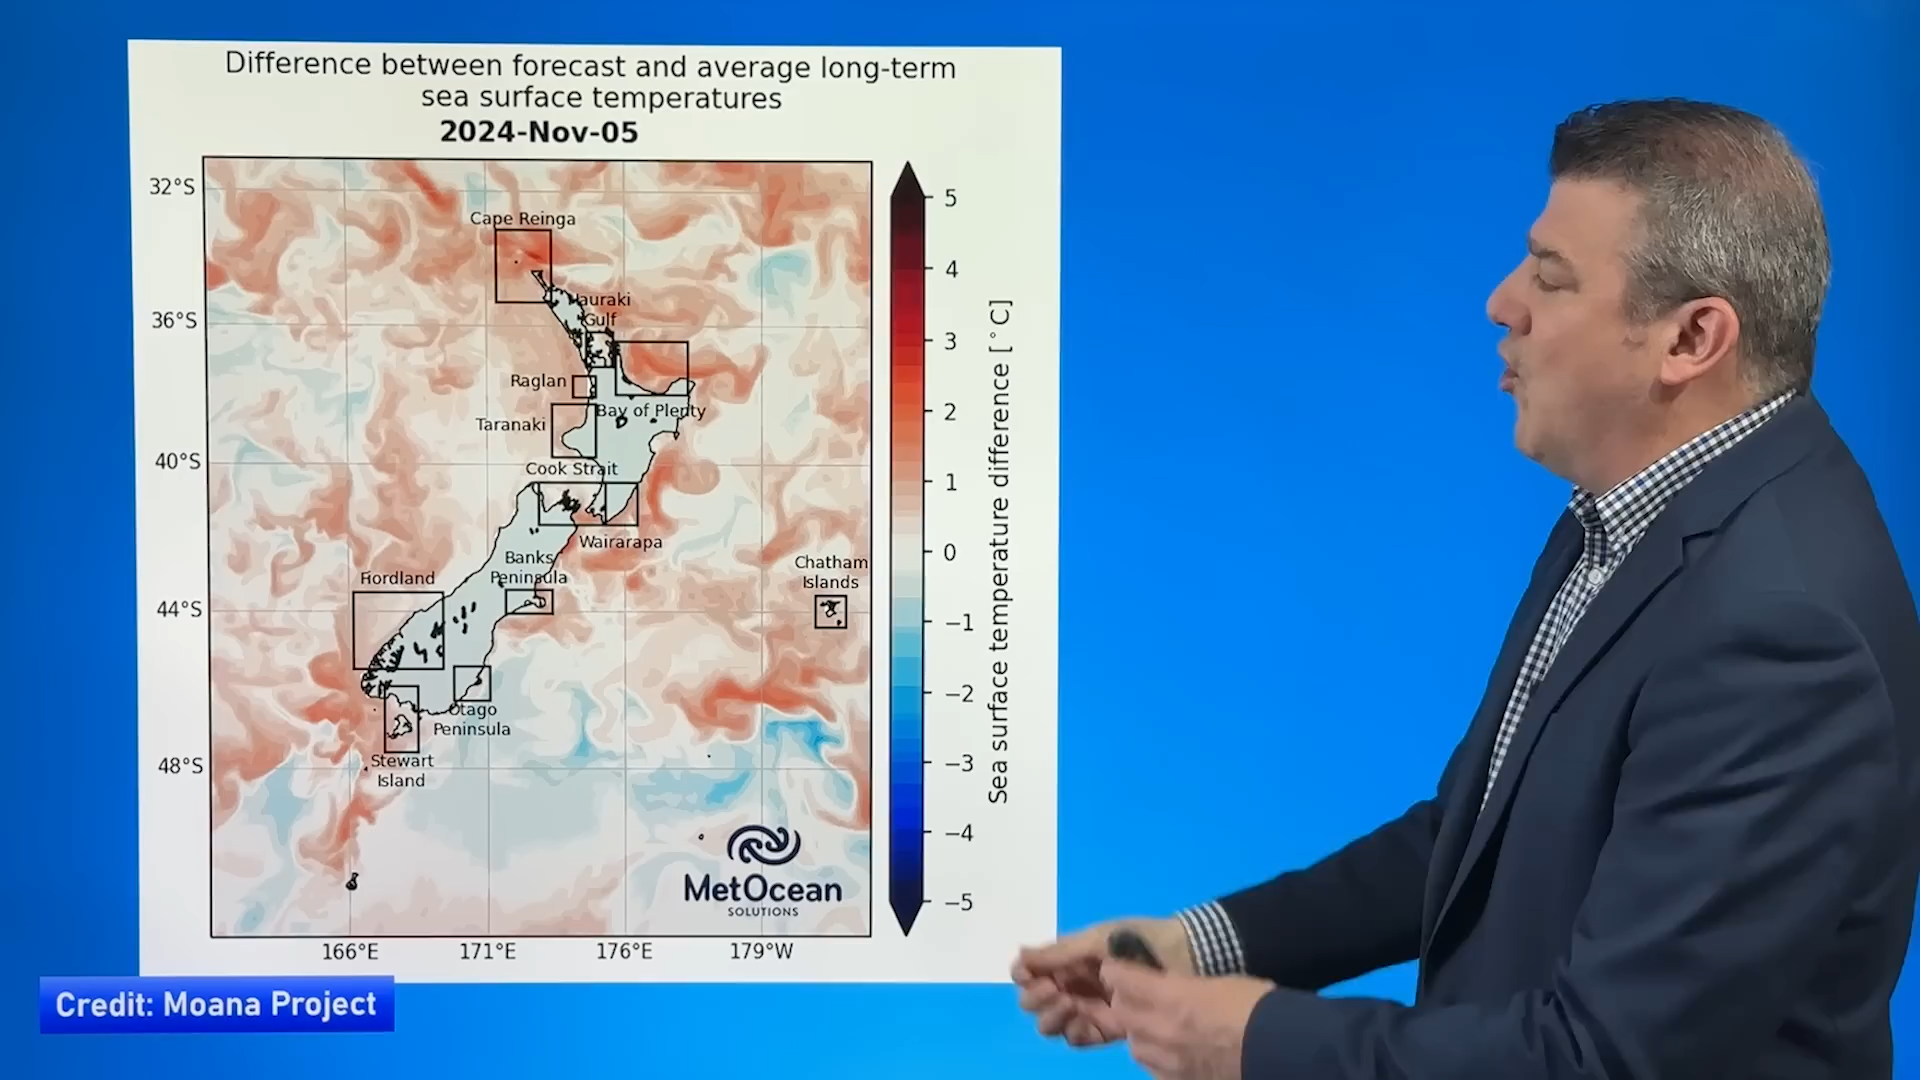 Difference between forecast and average long-term
sea surface temperatures
2024-Nov-05
32°S
36°S
40°S
44°S
48°S
166°E
171°E
176°E
179°W
Cape Reinga
Hauraki
Gulf
Raglan
Bay of Plenty
Taranaki
Cook Strait
Wairarapa
Banks
Peninsula
Chatham
Islands
Fiordland
Otago
Peninsula
Stewart
Island
MetOcean
SOLUTIONS
5
4
3
2
1
0
−1
−2
−3
−4
−5
Sea surface temperature difference [°C]
Credit: Moana Project